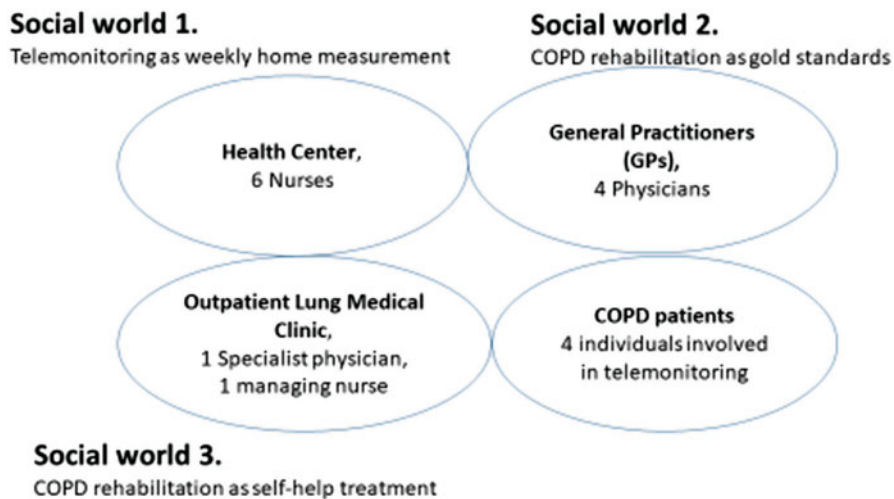 Social world 1.
Telemonitoring as weekly home measurement
Social world 2.
COPD rehabilitation as gold standards
Health Center,
6 Nurses
General Practitioners
(GPs),
4 Physicians
Outpatient Lung Medical
Clinic,
1 Specialist physician,
1 managing nurse
COPD patients
4 individuals involved
in telemonitoring
Social world 3.
COPD rehabilitation as self-help treatment